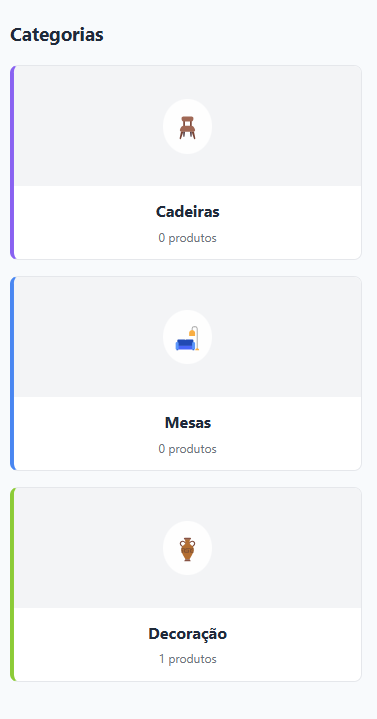 Categorias
Cadeiras
0 produtos
Mesas
0 produtos
Decoração
1 produtos